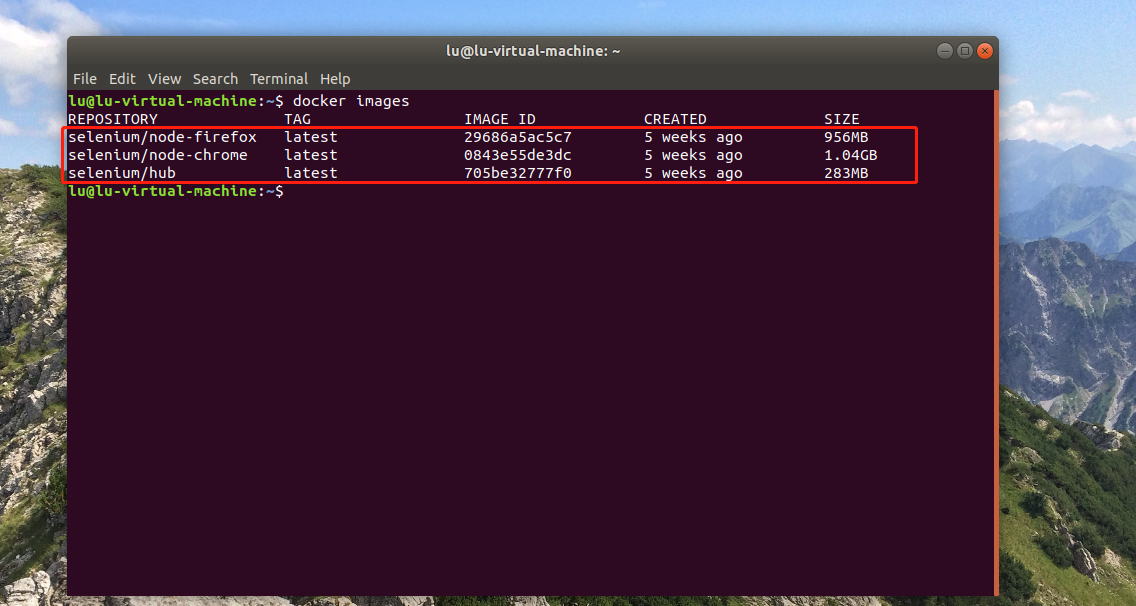 lu@lu-virtual-machine: ~
File Edit View Search Terminal Help
lu@lu-virtual-machine:~$ docker images
REPOSITORY TAG IMAGE ID CREATED SIZE
selenium/node-firefox latest 29686a5ac5c7 5 weeks ago 956MB
selenium/node-chrome latest 0843e55de3dc 5 weeks ago 1.04GB
selenium/hub latest 705be32777f0 5 weeks ago 283MB
lu@lu-virtual-machine:~$